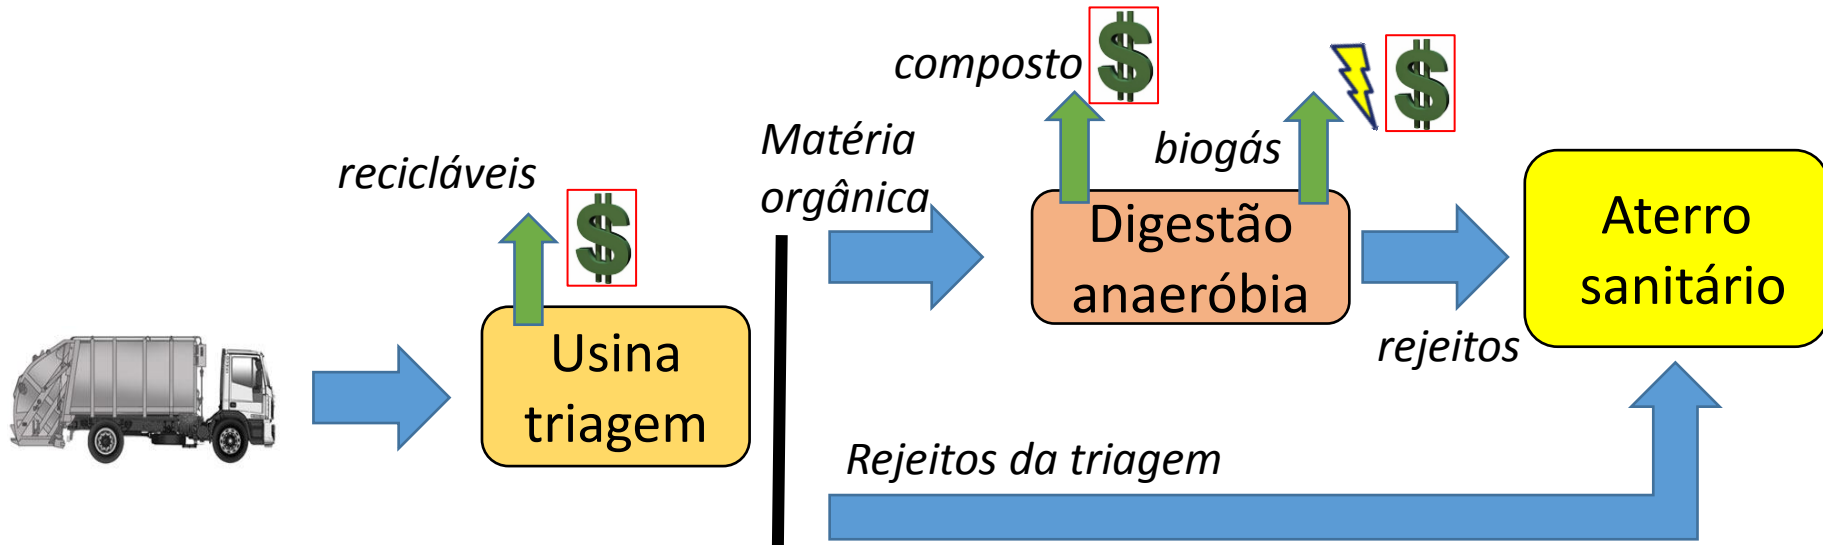 recicláveis
Usina
triagem
Matéria
orgânica
composto
biogás
Digestão
anaeróbia
rejeitos
Aterro
sanitário
Rejeitos da triagem